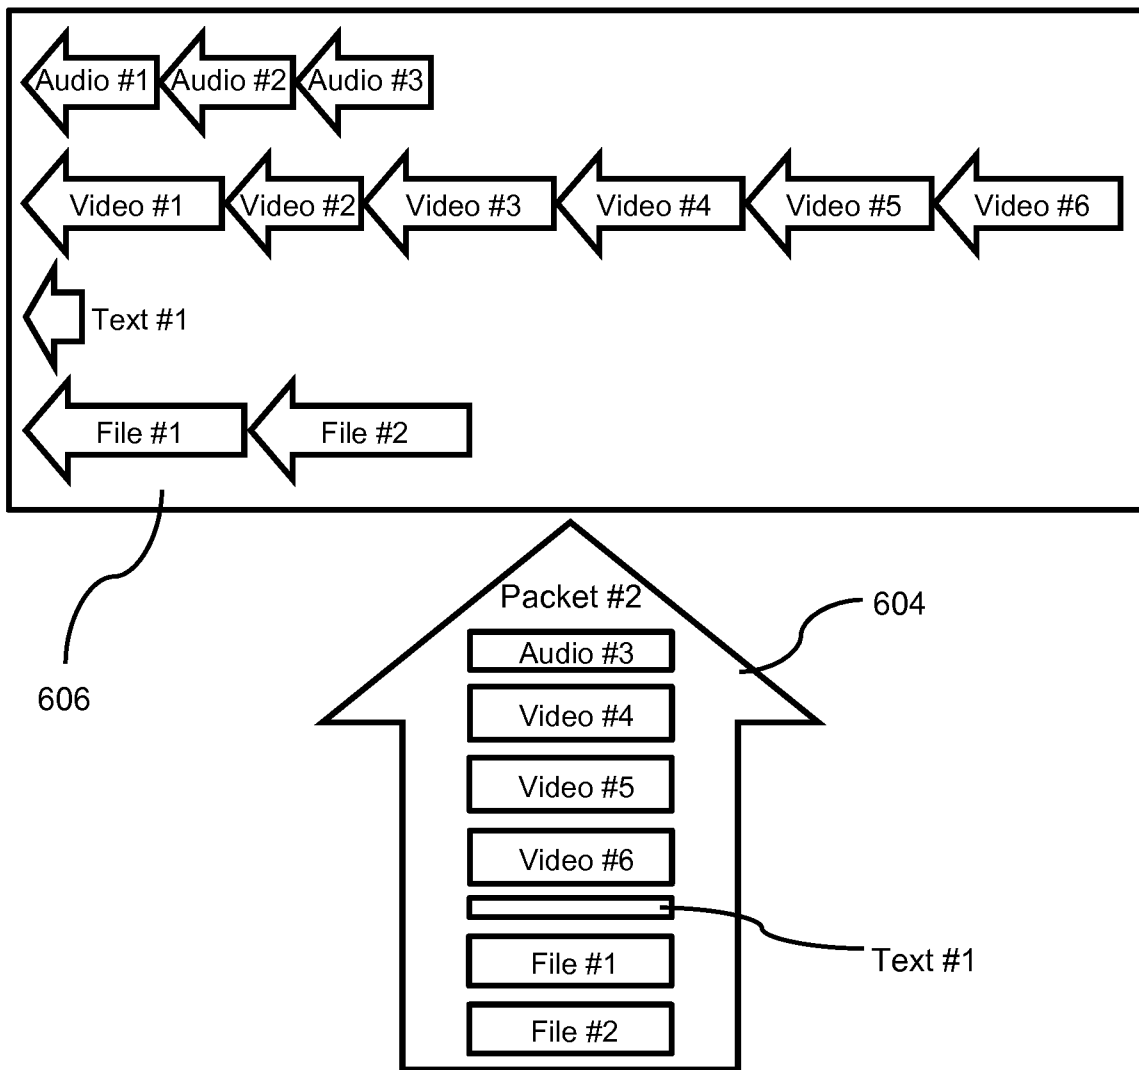 Audio #1 Audio #2 Audio #3
Video #1 Video #2 Video #3 Video #4 Video #5 Video #6
Text #1
File #1 File #2
Packet #2
604
Audio #3
606
Video #4
Video #5
Video #6
Text #1
File #1
File #2